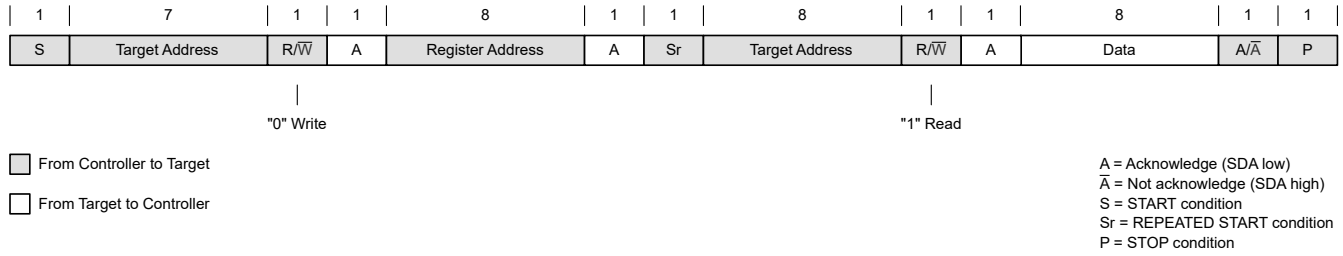 1 7 1 1 8 1 1 8 1 1 8 1 1
S Target Address R/W̅ A Register Address A Sr Target Address R/W̅ A Data A/A̅ P
"0" Write "1" Read
From Controller to Target
From Target to Controller
A = Acknowledge (SDA low)
A̅ = Not acknowledge (SDA high)
S = START condition
Sr = REPEATED START condition
P = STOP condition